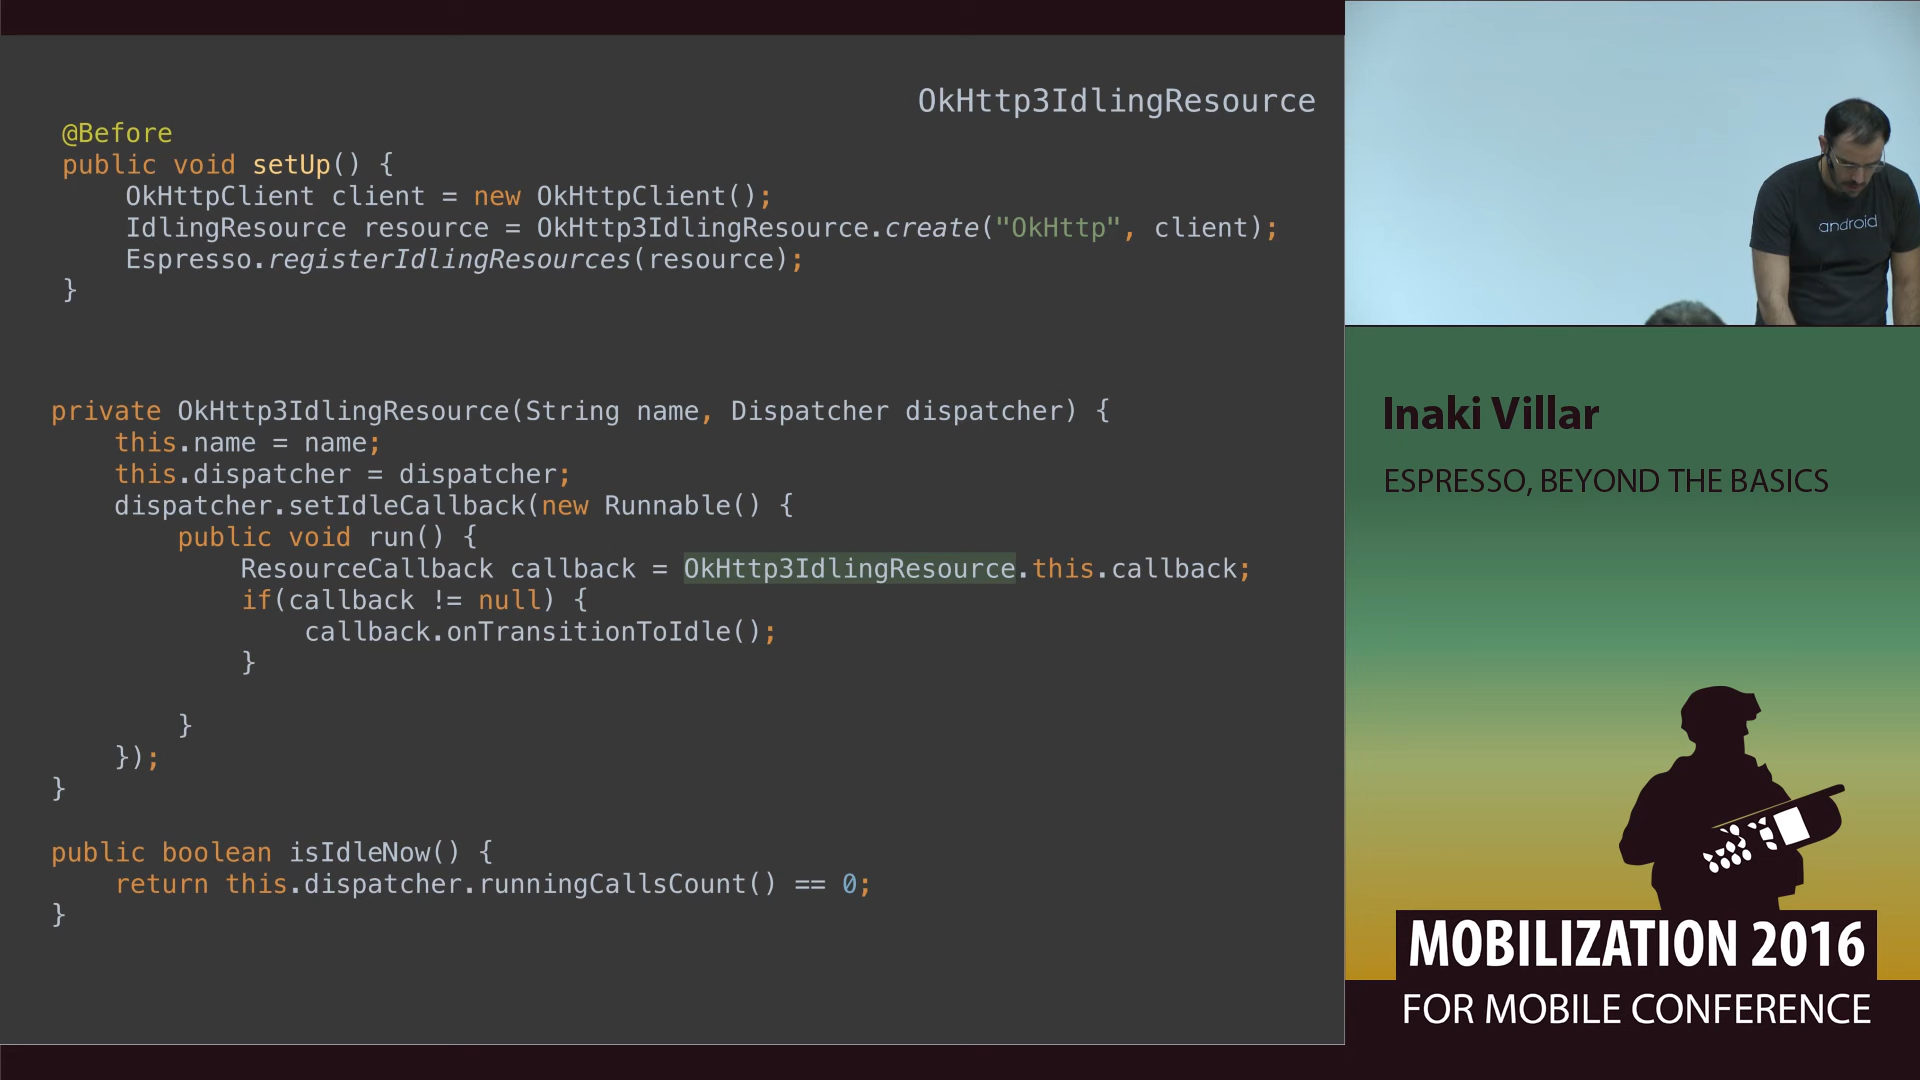 OkHttp3IdlingResource
@Before
public void setUp() {
OkHttpClient client = new OkHttpClient();
IdlingResource resource = OkHttp3IdlingResource.create("OkHttp", client);
Espresso.registerIdlingResources(resource);
}
private OkHttp3IdlingResource(String name, Dispatcher dispatcher) {
this.name = name;
this.dispatcher = dispatcher;
dispatcher.setIdleCallback(new Runnable() {
public void run() {
ResourceCallback callback = OkHttp3IdlingResource.this.callback;
if(callback != null) {
callback.onTransitionToIdle();
}
}
});
}
public boolean isIdleNow() {
return this.dispatcher.runningCallsCount() == 0;
}
android
Inaki Villar
ESPRESSO, BEYOND THE BASICS
MOBILIZATION 2016
FOR MOBILE CONFERENCE